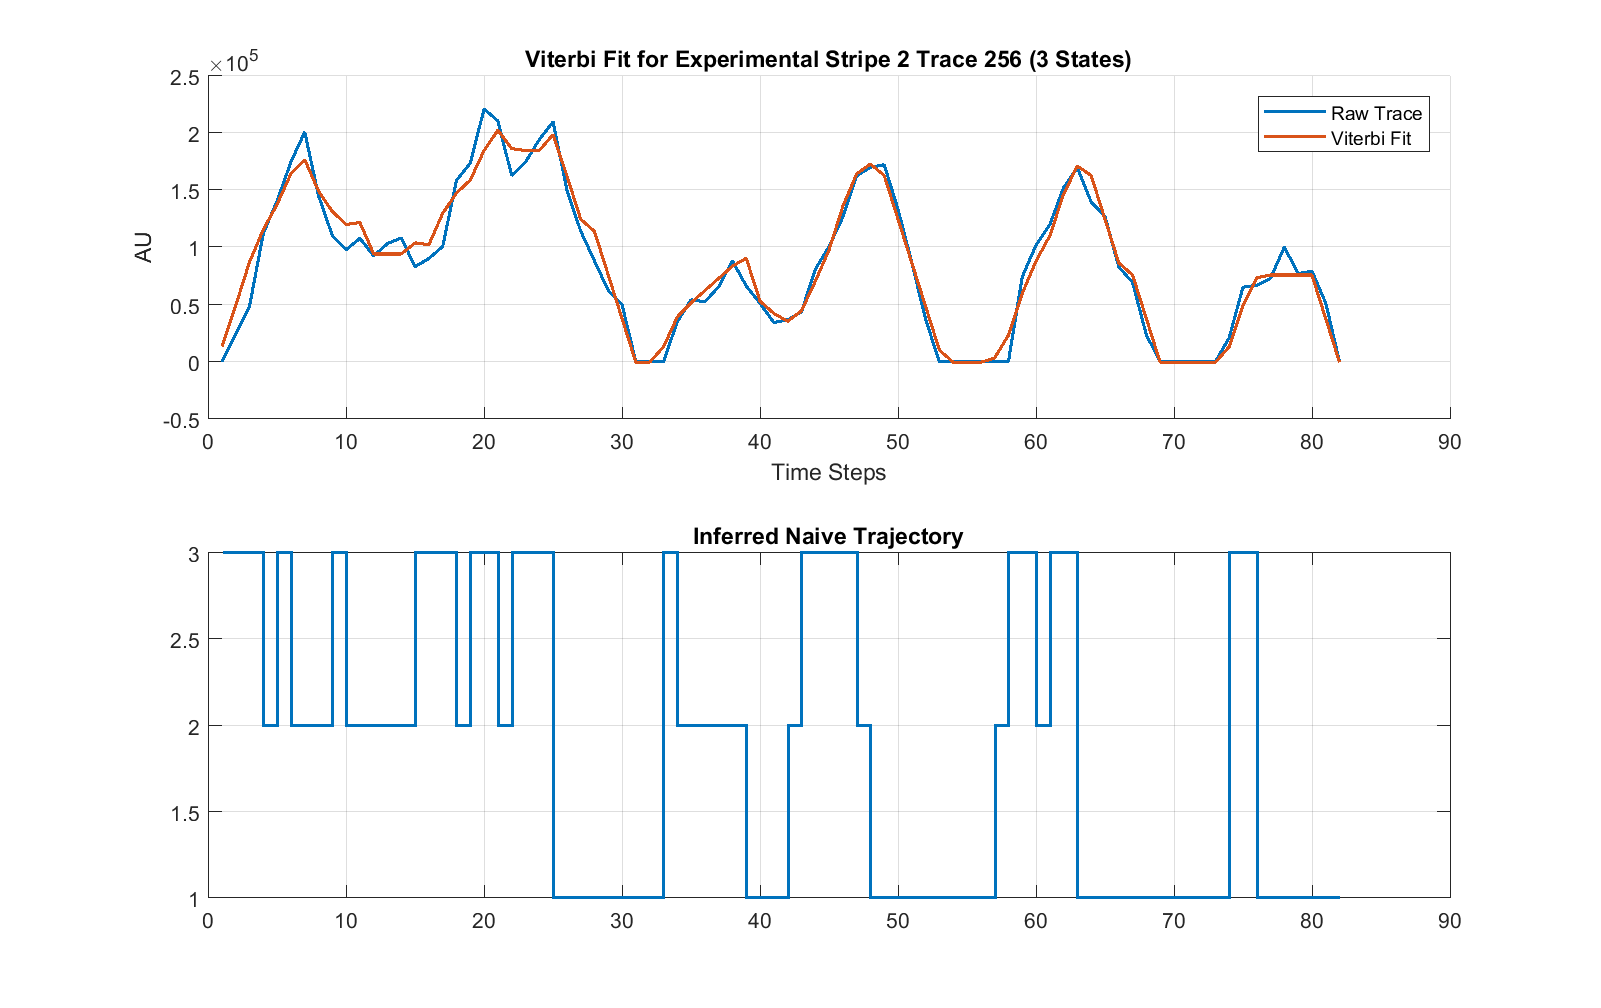 Viterbi Fit for Experimental Stripe 2 Trace 256 (3 States)
×10⁵
2.5
2
1.5
1
0.5
0
-0.5
AU
Raw Trace
Viterbi Fit
0 10 20 30 40 50 60 70 80 90
Time Steps
Inferred Naive Trajectory
3
2.5
2
1.5
1
0 10 20 30 40 50 60 70 80 90